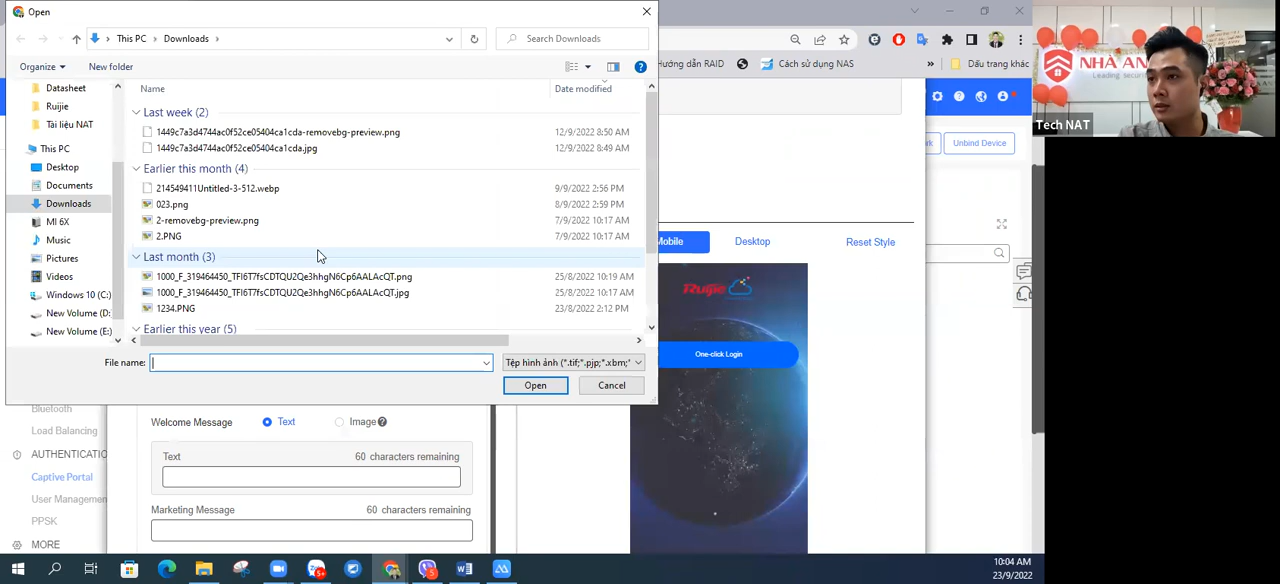 Open
This PC
Downloads
Search Downloads
Organize
New folder
Datasheet
Ruijie
Tài liệu NAT
This PC
Desktop
Documents
Downloads
MI 6X
Music
Pictures
Videos
Windows 10 (C:)
New Volume (D:
New Volume (E:)
Name
Date modified
Last week (2)
1449c7a3d4744ac0f52ce05404ca1cda-removebg-preview.png
12/9/2022 8:50 AM
1449c7a3d4744ac0f52ce05404ca1cda.jpg
12/9/2022 8:49 AM
Earlier this month (4)
214549411Untitled-3-512.webp
9/9/2022 2:56 PM
023.png
8/9/2022 2:59 PM
2-removebg-preview.png
7/9/2022 10:17 AM
2.PNG
7/9/2022 10:17 AM
Last month (3)
1000_F_319464450_TFI6T7fsCDTQU2Qe3hhgN6Cp6AALAcQT.png
25/8/2022 10:19 AM
1000_F_319464450_TFI6T7fsCDTQU2Qe3hhgN6Cp6AALAcQT.jpg
25/8/2022 10:17 AM
1234.PNG
23/8/2022 2:12 PM
Earlier this year (5)
File name:
Tệp hình ảnh (*.tif;*.pjp;*.xbm;*
Open
Cancel
Hướng dẫn RAID
Cách sử dụng NAS
Dấu trang khác
Unbind Device
Mobile
Desktop
Reset Style
Ruijie
One-click Login
Bluetooth
Load Balancing
AUTHENTICATIO
Captive Portal
User Managemen
PPSK
MORE
Welcome Message
Text
Image
Text
60 characters remaining
Marketing Message
60 characters remaining
Tech NAT
NHÀ AN
Leading securi
10:04 AM
23/9/2022